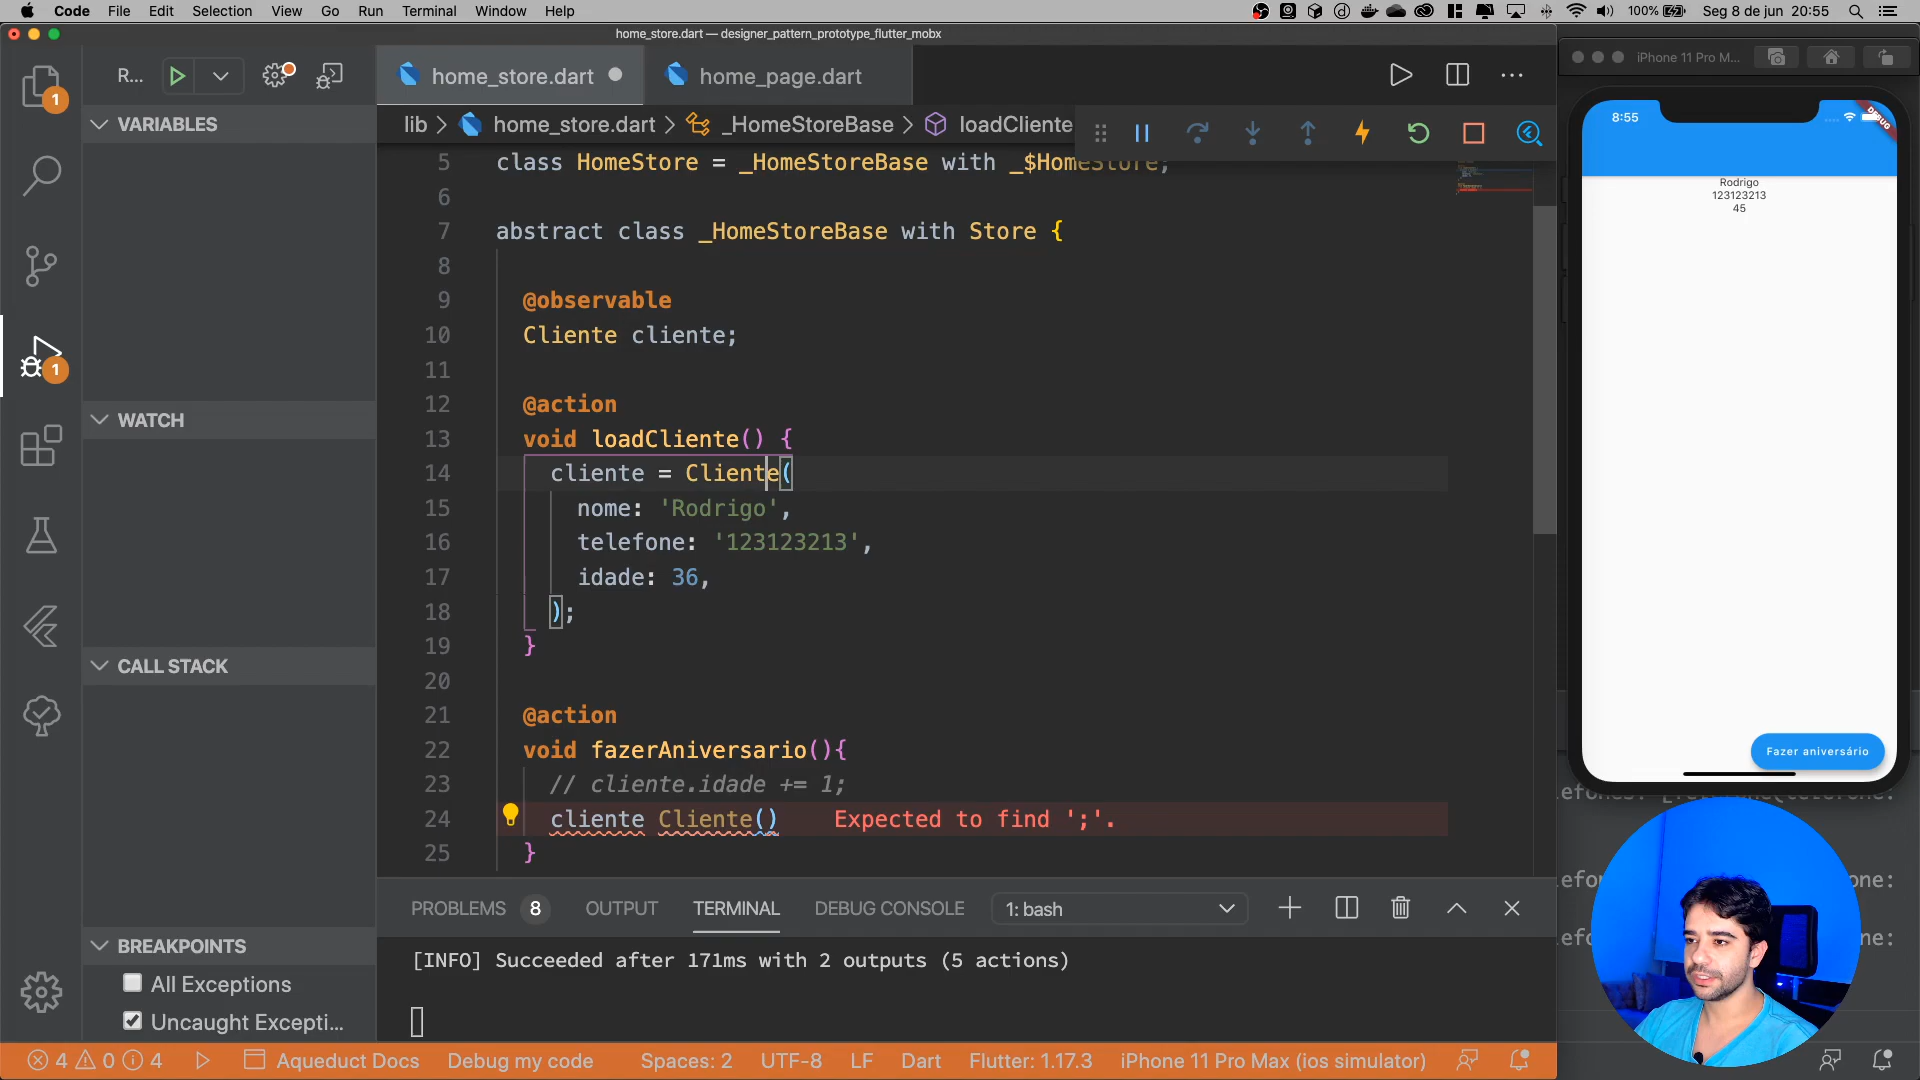 Code File Edit Selection View Go Run Terminal Window Help 100% Seg 8 de jun 20:55
home_store.dart — designer_pattern_prototype_flutter_mobx
R...
home_store.dart
home_page.dart
iPhone 11 Pro M...
VARIABLES
lib > home_store.dart > _HomeStoreBase > loadCliente
5 class HomeStore = _HomeStoreBase with _$HomeStore;
6
7 abstract class _HomeStoreBase with Store {
8
9 @observable
10 Cliente cliente;
11
12 @action
13 void loadCliente() {
14 cliente = Cliente(
15 nome: 'Rodrigo',
16 telefone: '123123213',
17 idade: 36,
18 );
19 }
20
21 @action
22 void fazerAniversario(){
23 // cliente.idade += 1;
24 cliente Cliente() Expected to find ';'.
25 }
1
1
WATCH
CALL STACK
BREAKPOINTS
All Exceptions
Uncaught Excepti...
8:55
DEBUG
Rodrigo
123123213
45
Fazer aniversário
PROBLEMS 8 OUTPUT TERMINAL DEBUG CONSOLE 1: bash
[INFO] Succeeded after 171ms with 2 outputs (5 actions)
4 0 4 Aqueduct Docs Debug my code Spaces: 2 UTF-8 LF Dart Flutter: 1.17.3 iPhone 11 Pro Max (ios simulator)